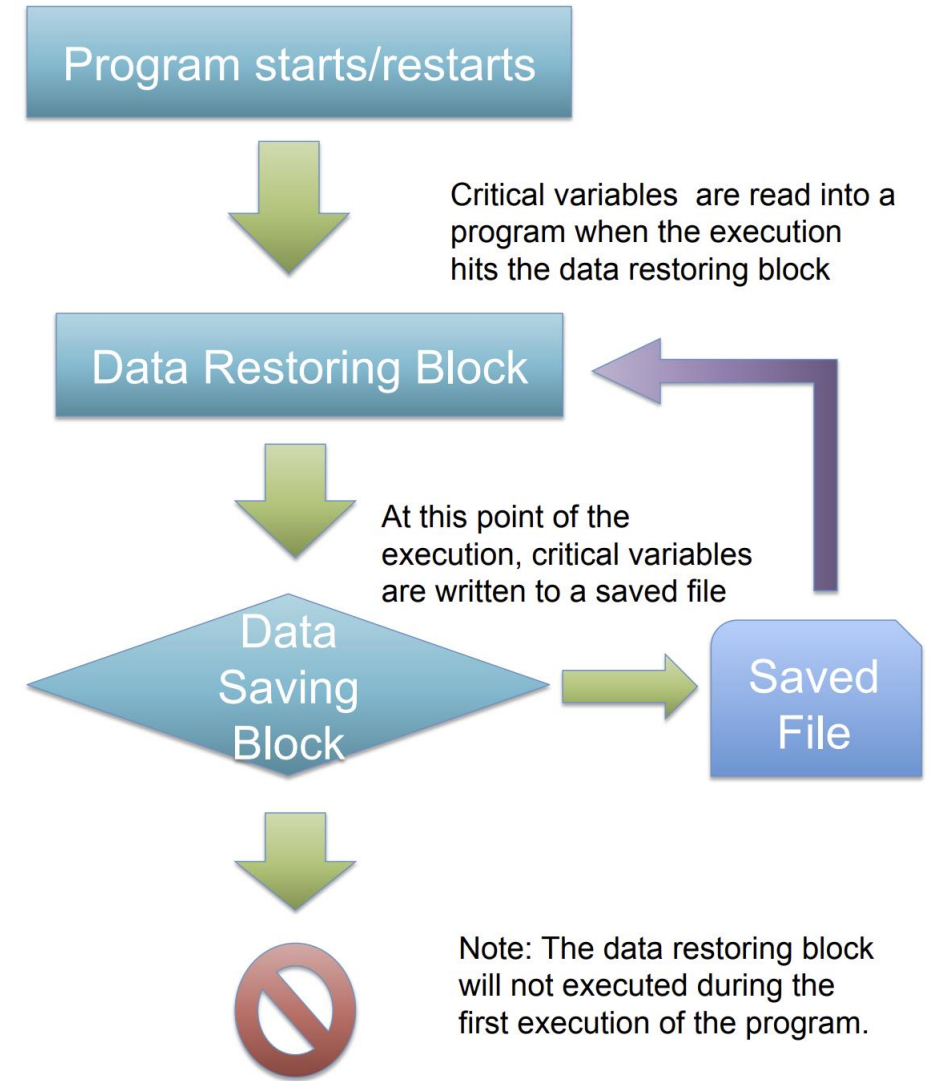 Program starts/restarts
Critical variables  are read into a
program when the execution
hits the data restoring block
Data Restoring Block
At this point of the
execution, critical variables
are written to a saved file
Data
Saving
Block
Saved
File
Note: The data restoring block
will not executed during the
first execution of the program.